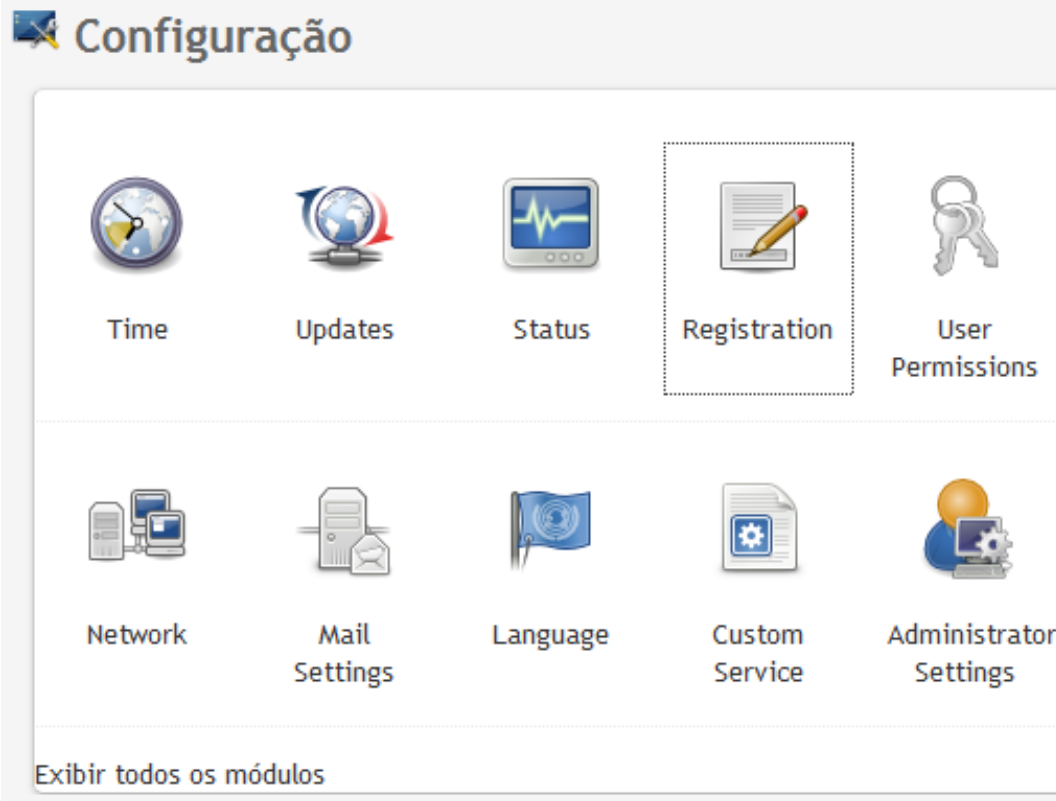 Configuração
Time Updates Status Registration User
Permissions
Network Mail Language Custom Administrator
Settings Service Settings
Exibir todos os módulos